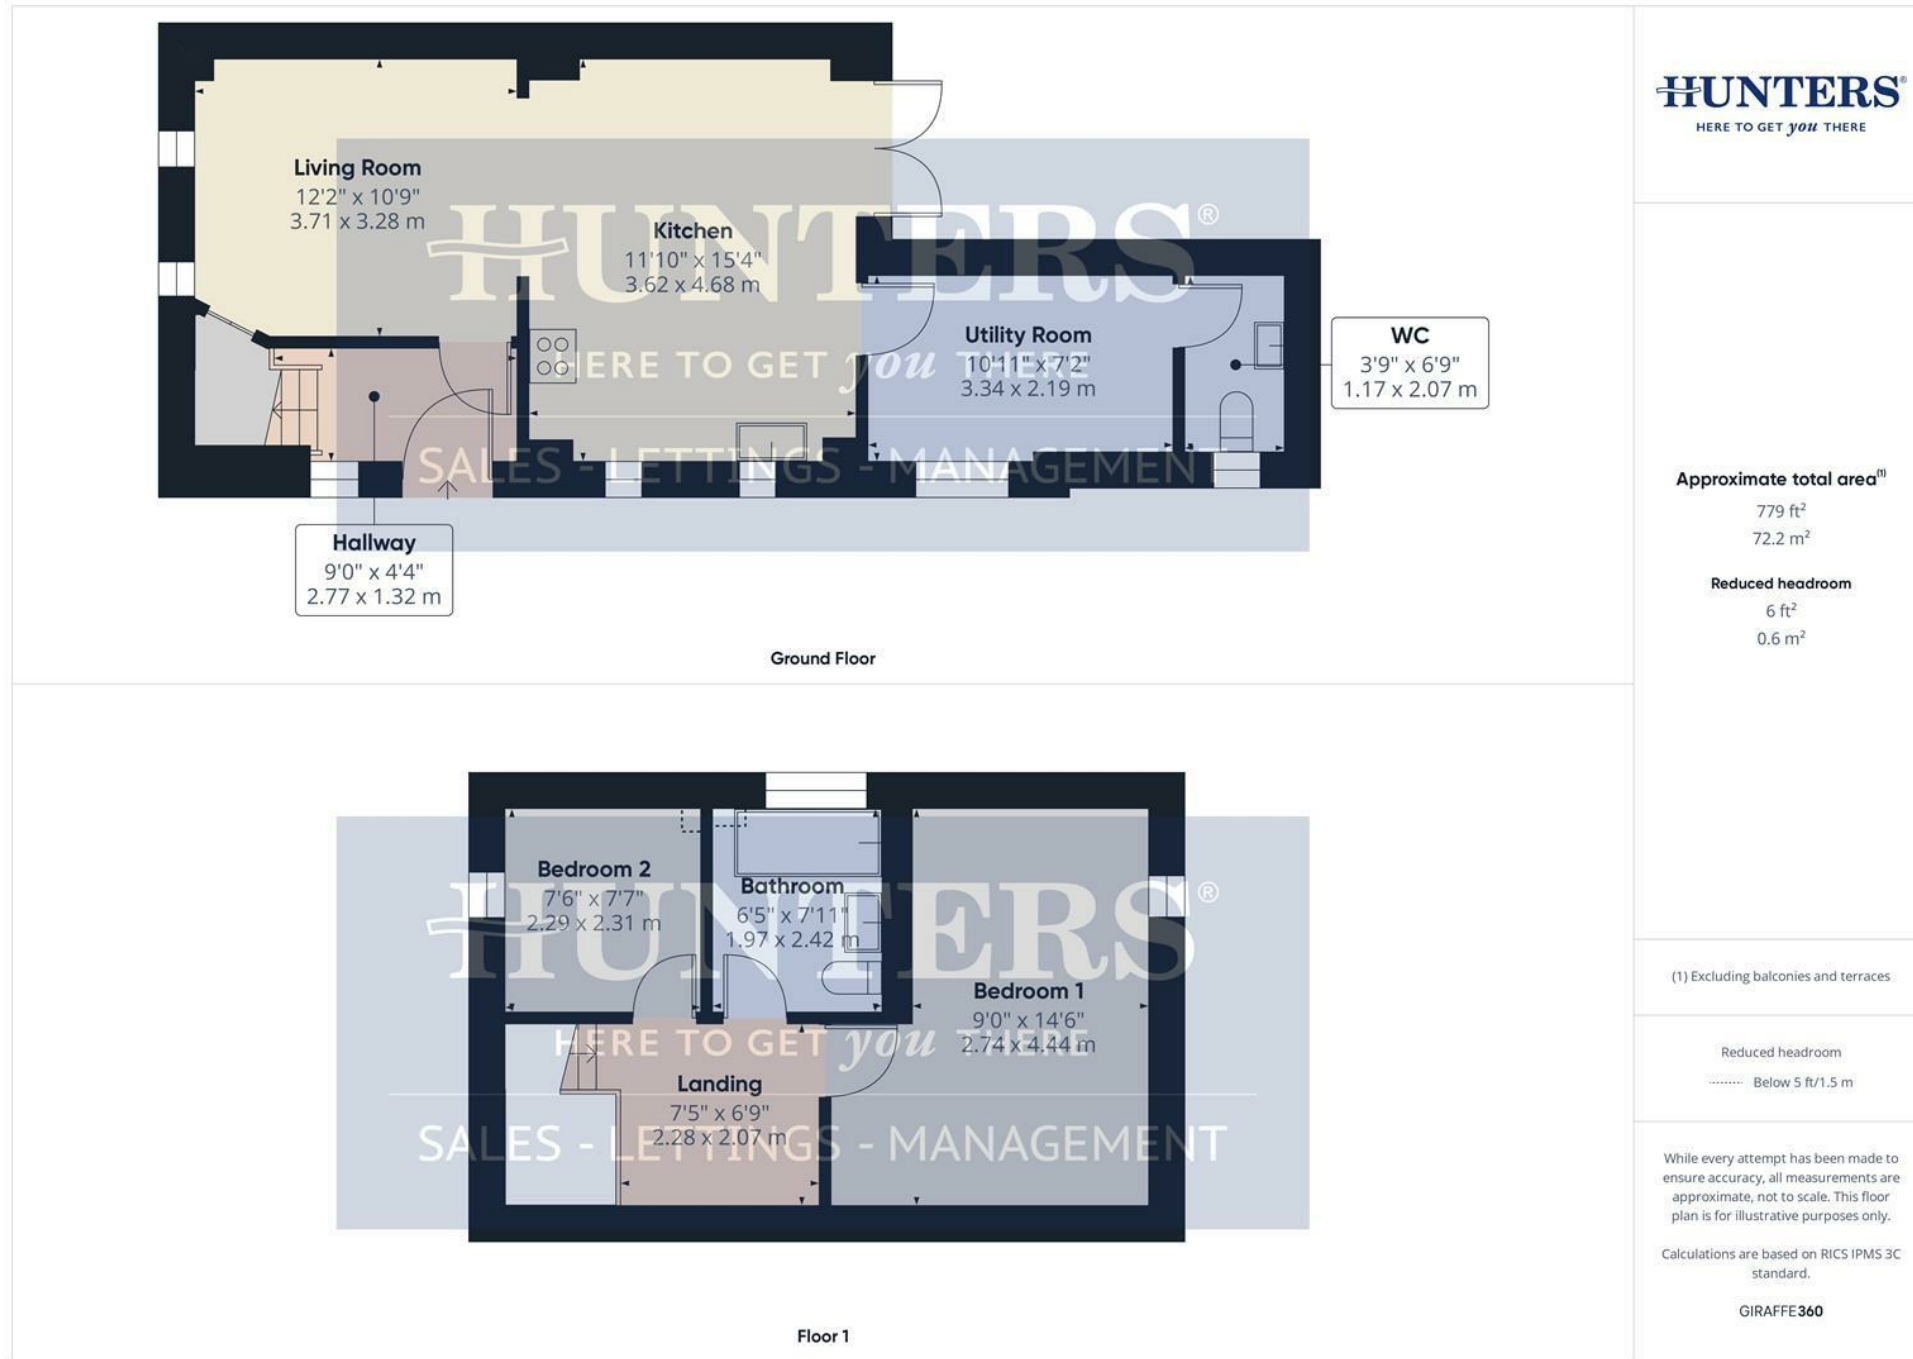 Living Room
12'2" x 10'9"
3.71 x 3.28 m
Kitchen
11'10" x 15'4"
3.62 x 4.68 m
Utility Room
10'11" x 7'2"
3.34 x 2.19 m
WC
3'9" x 6'9"
1.17 x 2.07 m
Hallway
9'0" x 4'4"
2.77 x 1.32 m
HUNTERS®
HERE TO GET you THERE
SALES - LETTINGS - MANAGEMENT
Ground Floor
Bedroom 2
7'6" x 7'7"
2.29 x 2.31 m
Bathroom
6'5" x 7'11"
1.97 x 2.42 m
Bedroom 1
9'0" x 14'6"
2.74 x 4.44 m
Landing
7'5" x 6'9"
2.28 x 2.07 m
HUNTERS®
HERE TO GET you THERE
SALES - LETTINGS - MANAGEMENT
Floor 1
HUNTERS®
HERE TO GET you THERE
Approximate total area(1)
779 ft²
72.2 m²
Reduced headroom
6 ft²
0.6 m²
(1) Excluding balconies and terraces
Reduced headroom
Below 5 ft/1.5 m
While every attempt has been made to
ensure accuracy, all measurements are
approximate, not to scale. This floor
plan is for illustrative purposes only.
Calculations are based on RICS IPMS 3C
standard.
GIRAFFE360